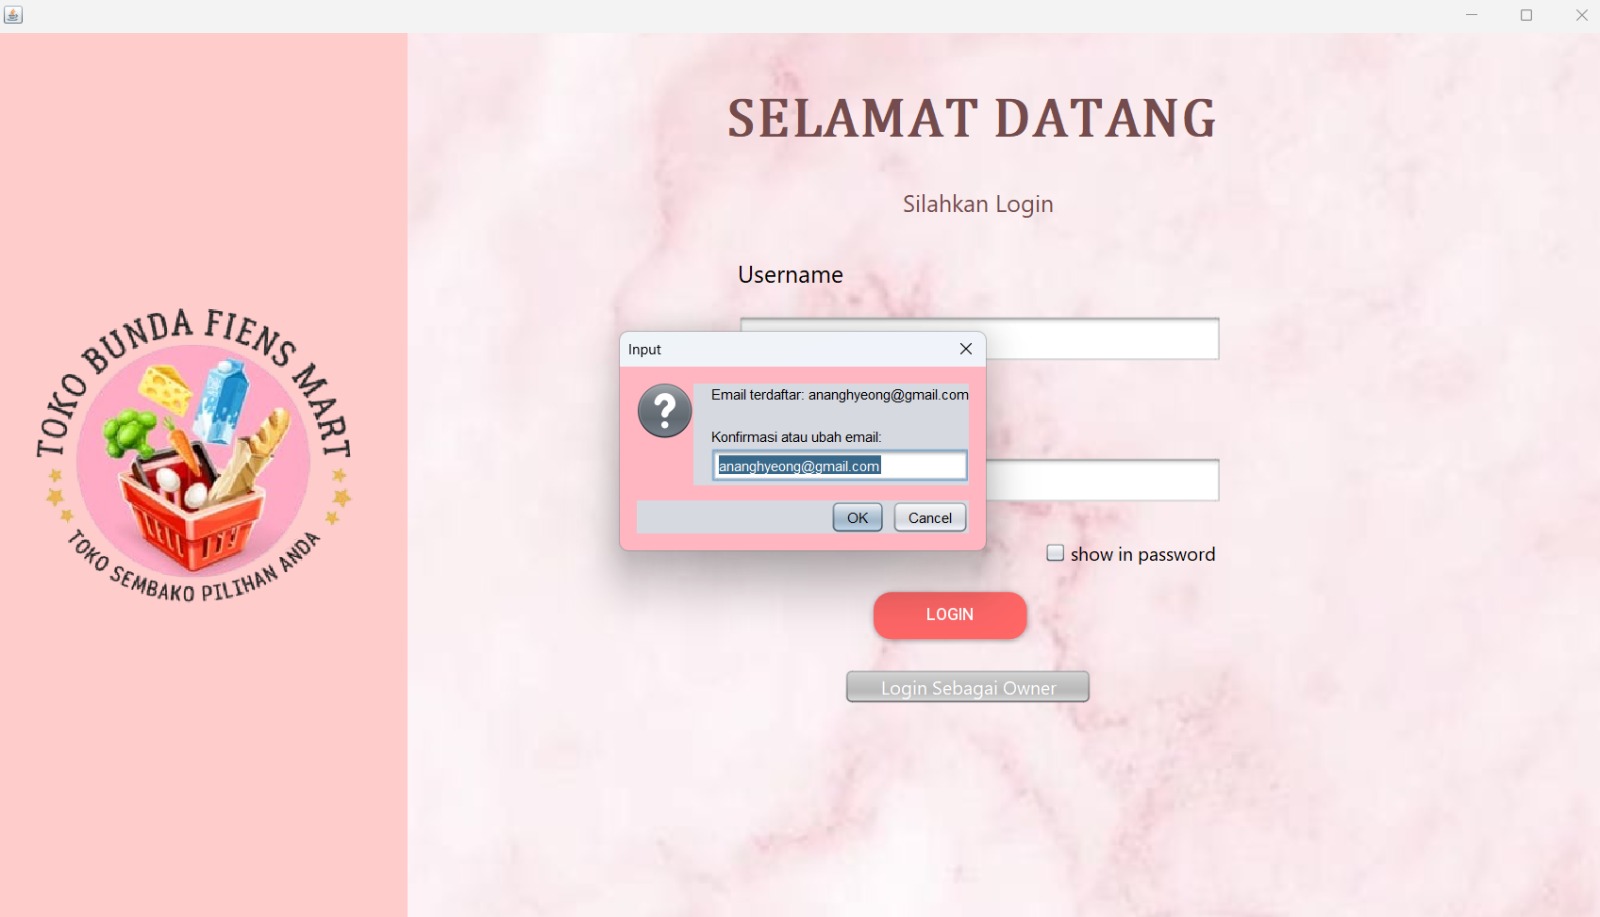 TOKO BUNDA FIENS MART
TOKO SEMBAKO PILIHAN ANDA
SELAMAT DATANG
Silahkan Login
Username
Input
Email terdaftar: ananghyeong@gmail.com
Konfirmasi atau ubah email:
ananghyeong@gmail.com
OK Cancel
show in password
LOGIN
Login Sebagai Owner